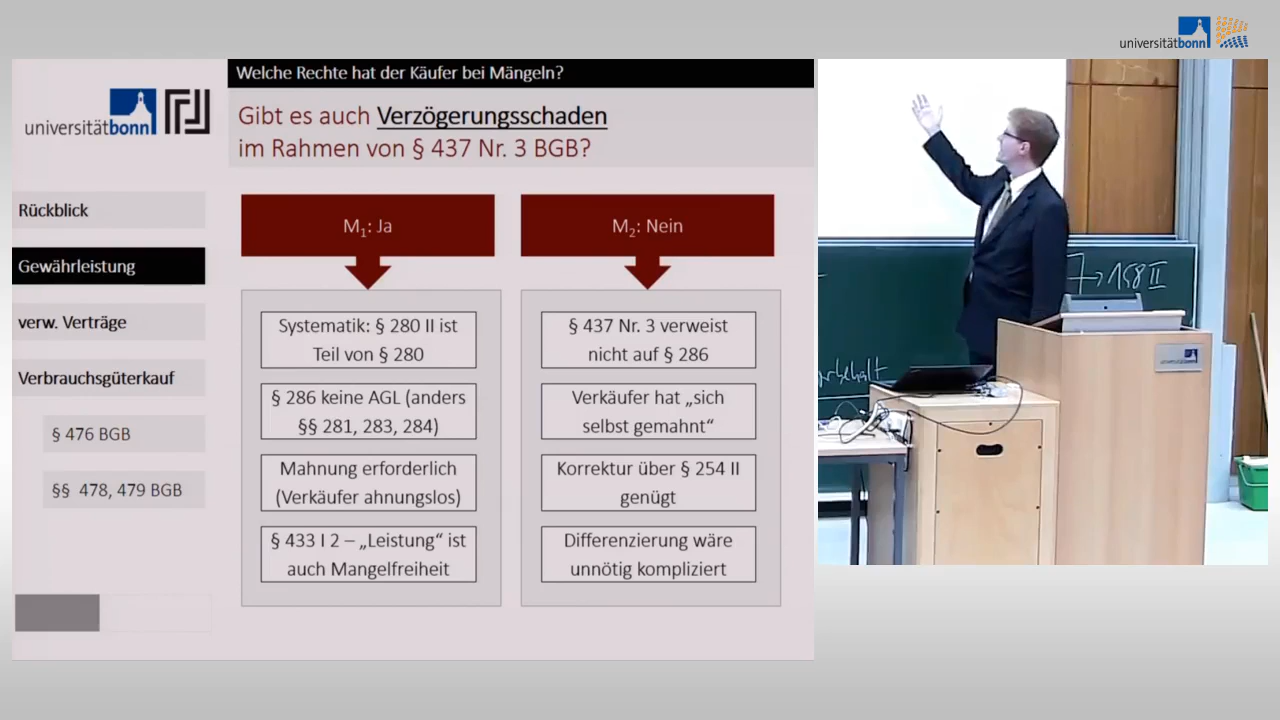 universitätbonn
universitätbonn
Welche Rechte hat der Käufer bei Mängeln?
Gibt es auch Verzögerungsschaden
im Rahmen von § 437 Nr. 3 BGB?
Rückblick
Gewährleistung
verw. Verträge
Verbrauchsgüterkauf
§ 476 BGB
§§ 478, 479 BGB
M1: Ja
Systematik: § 280 II ist
Teil von § 280
§ 286 keine AGL (anders
§§ 281, 283, 284)
Mahnung erforderlich
(Verkäufer ahnungslos)
§ 433 I 2 – „Leistung“ ist
auch Mangelfreiheit
M2: Nein
§ 437 Nr. 3 verweist
nicht auf § 286
Verkäufer hat „sich
selbst gemahnt“
Korrektur über § 254 II
genügt
Differenzierung wäre
unnötig kompliziert
→ 158 II
universitätbonn